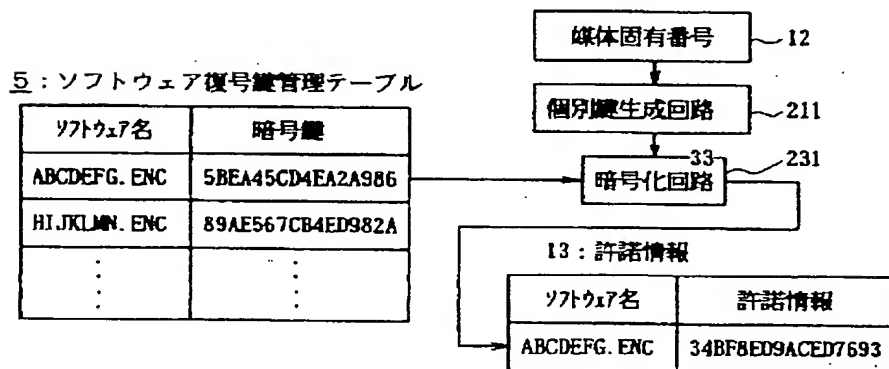 媒体固有番号
12
5:ソフトウェア復号鍵管理テーブル
個別鍵生成回路
211
ソフトウェア名
暗号鍵
33
231
ABCDEFG.ENC
5BEA45CD4EA2A986
暗号化回路
HIJKLMN.ENC
89AE567CB4ED982A
13:許諾情報
ソフトウェア名
許諾情報
ABCDEFG.ENC
34BF8ED9ACED7693